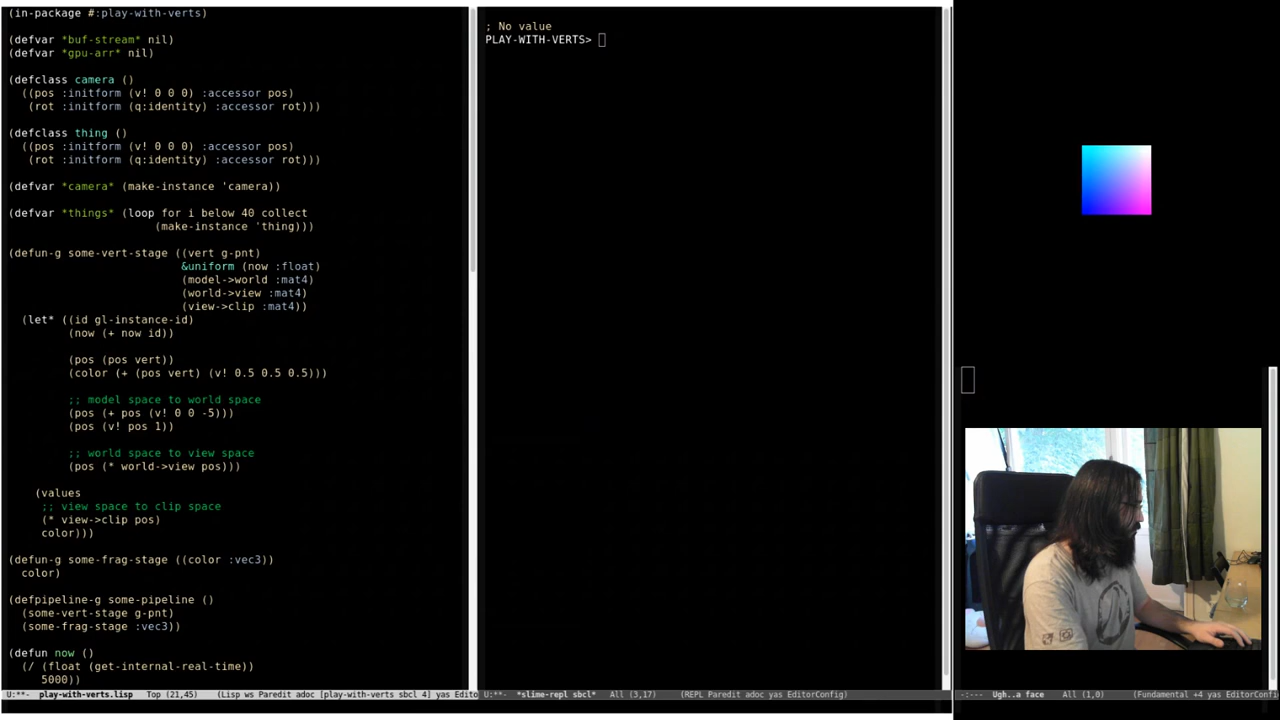 (in-package #:play-with-verts)
(defvar *buf-stream* nil)
(defvar *gpu-arr* nil)
(defclass camera ()
  ((pos :initform (v! 0 0 0) :accessor pos)
   (rot :initform (q:identity) :accessor rot)))
(defclass thing ()
  ((pos :initform (v! 0 0 0) :accessor pos)
   (rot :initform (q:identity) :accessor rot)))
(defvar *camera* (make-instance 'camera))
(defvar *things* (loop for i below 40 collect
                      (make-instance 'thing)))
(defun-g some-vert-stage ((vert g-pnt)
                          &uniform (now :float)
                          (model->world :mat4)
                          (world->view :mat4)
                          (view->clip :mat4))
  (let* ((id gl-instance-id)
         (now (+ now id))
         (pos (pos vert))
         (color (+ (pos vert) (v! 0.5 0.5 0.5)))
         ;; model space to world space
         (pos (+ pos (v! 0 0 -5)))
         (pos (v! pos 1))
         ;; world space to view space
         (pos (* world->view pos)))
    (values
     ;; view space to clip space
     (* view->clip pos)
     color)))
(defun-g some-frag-stage ((color :vec3))
  color)
(defpipeline-g some-pipeline ()
  (some-vert-stage g-pnt)
  (some-frag-stage :vec3))
(defun now ()
  (/ (float (get-internal-real-time))
     5000))
U:**-  play-with-verts.lisp   Top (21,45)   (Lisp ws Paredit adoc [play-with-verts sbcl 4] yas Edito
; No value
PLAY-WITH-VERTS>
U:**-  *slime-repl sbcl*   All (3,17)   (REPL Paredit adoc yas EditorConfig)
-:---  Ugh..a face   All (1,0)   (Fundamental +4 yas EditorConfi